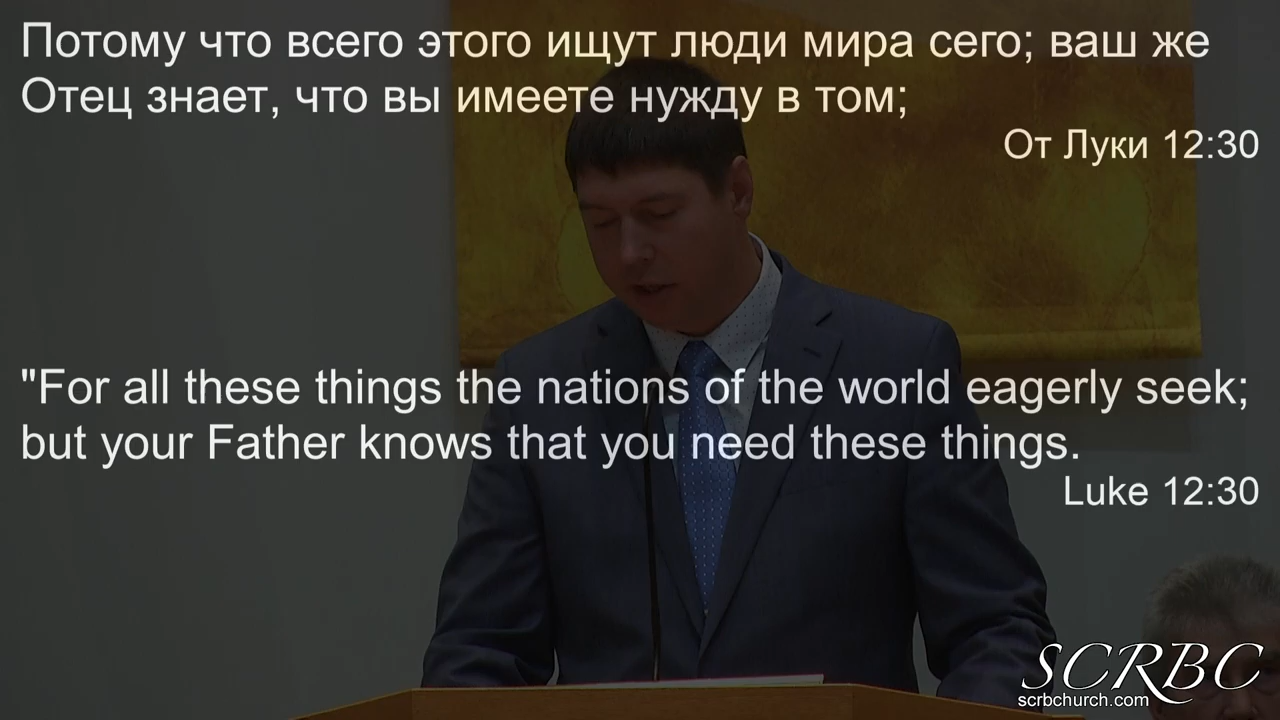 Потому что всего этого ищут люди мира сего; ваш же
Отец знает, что вы имеете нужду в том;
От Луки 12:30
"For all these things the nations of the world eagerly seek;
but your Father knows that you need these things.
Luke 12:30
SCRBC
scrbchurch.com